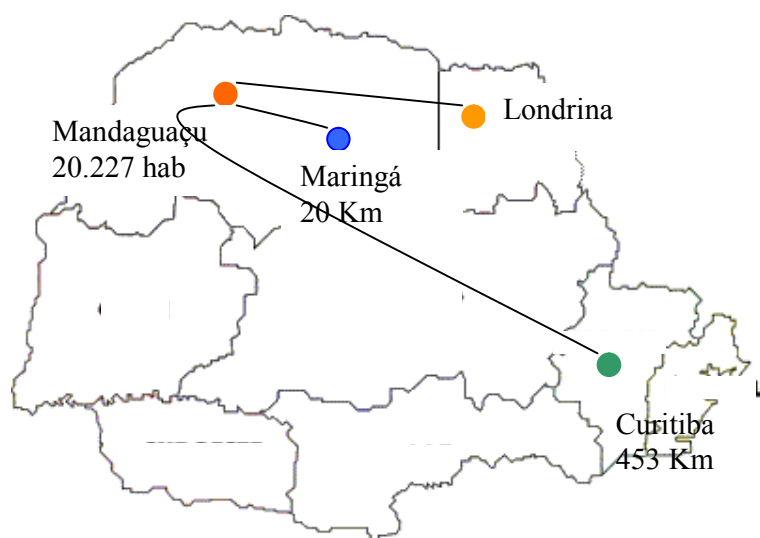 Londrina
Mandaguaçu
20.227 hab
Maringá
20 Km
Curitiba
453 Km